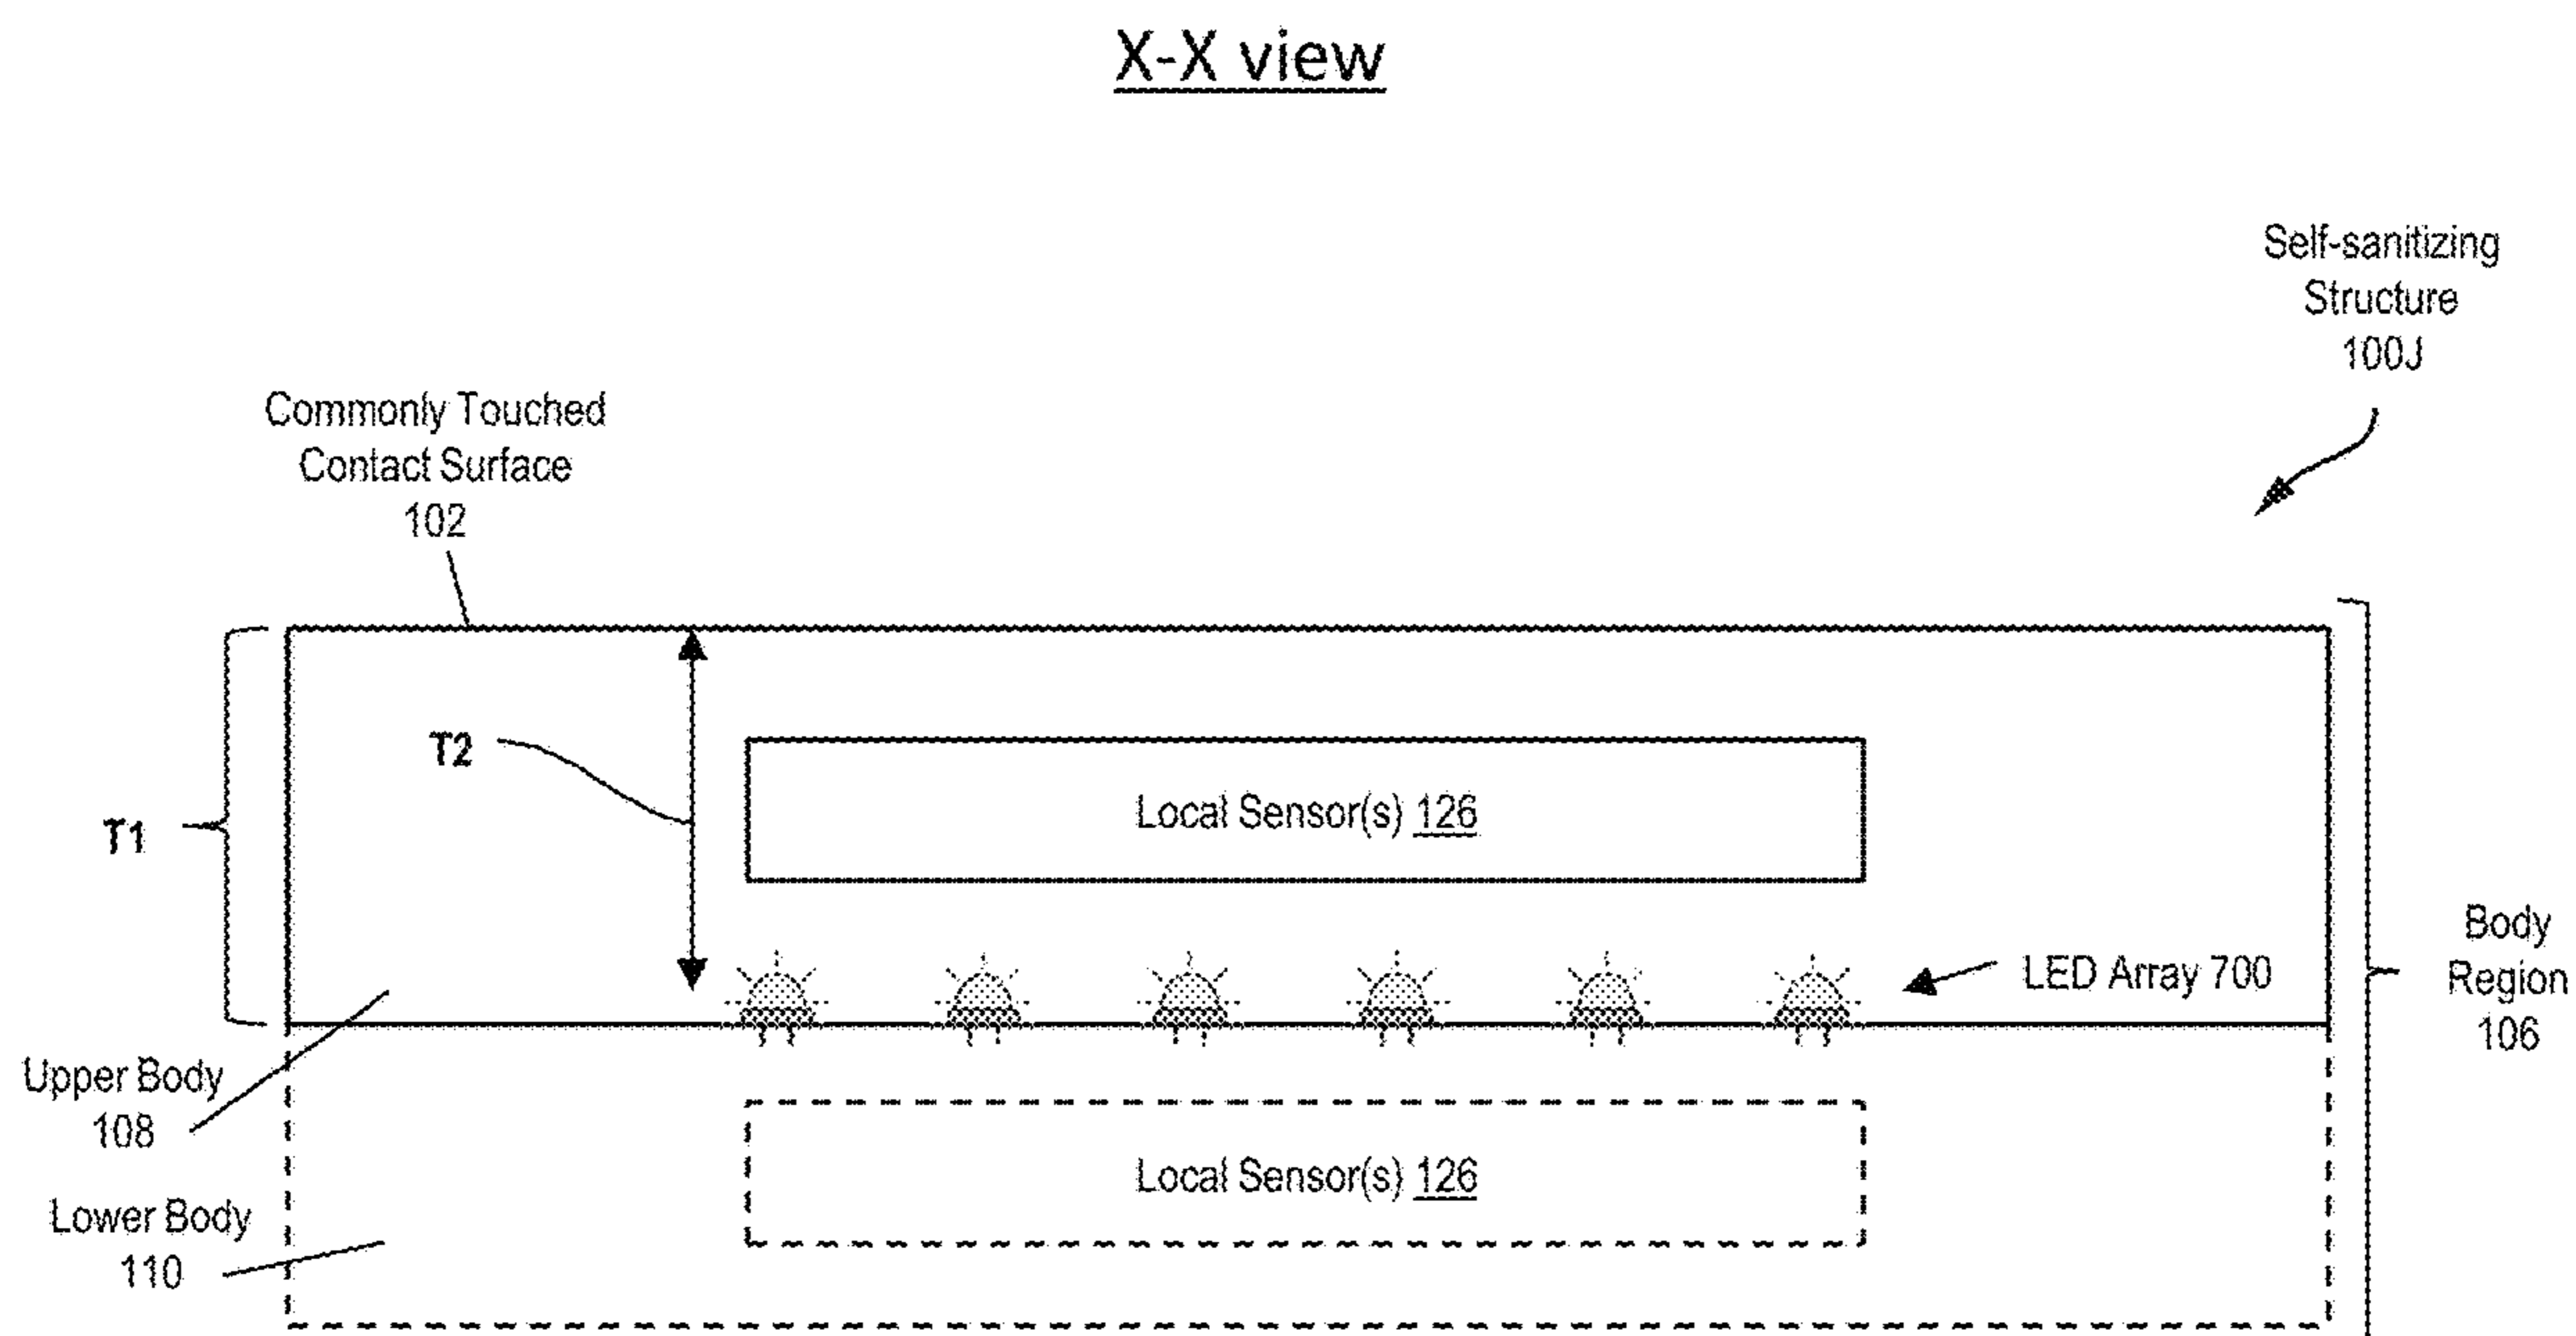 X-X view
Self-sanitizing
Structure
100J
Commonly Touched
Contact Surface
102
T2
Local Sensor(s) 126
T1
LED Array 700
Body
Region
106
Upper Body
108
Local Sensor(s) 126
Lower Body
110